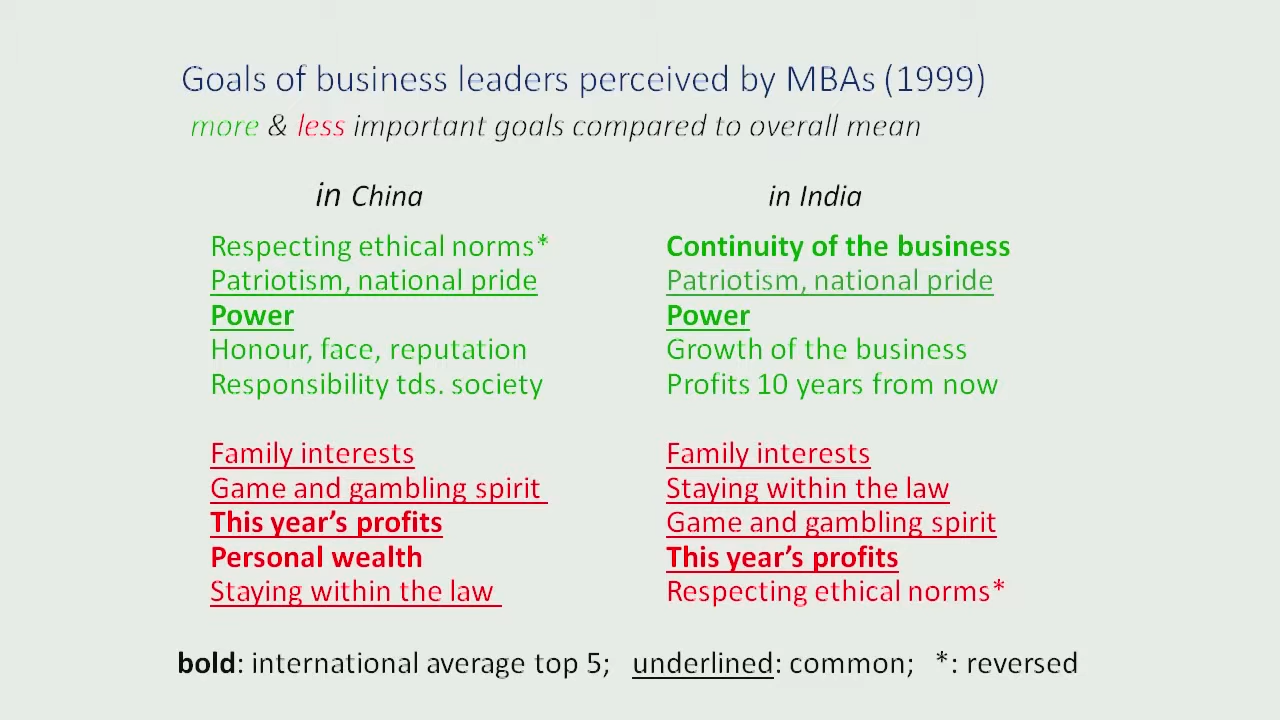 Goals of business leaders perceived by MBAs (1999)
more & less important goals compared to overall mean
in China
Respecting ethical norms*
Patriotism, national pride
Power
Honour, face, reputation
Responsibility tds. society
Family interests
Game and gambling spirit
This year's profits
Personal wealth
Staying within the law
in India
Continuity of the business
Patriotism, national pride
Power
Growth of the business
Profits 10 years from now
Family interests
Staying within the law
Game and gambling spirit
This year's profits
Respecting ethical norms*
bold: international average top 5; underlined: common; *: reversed